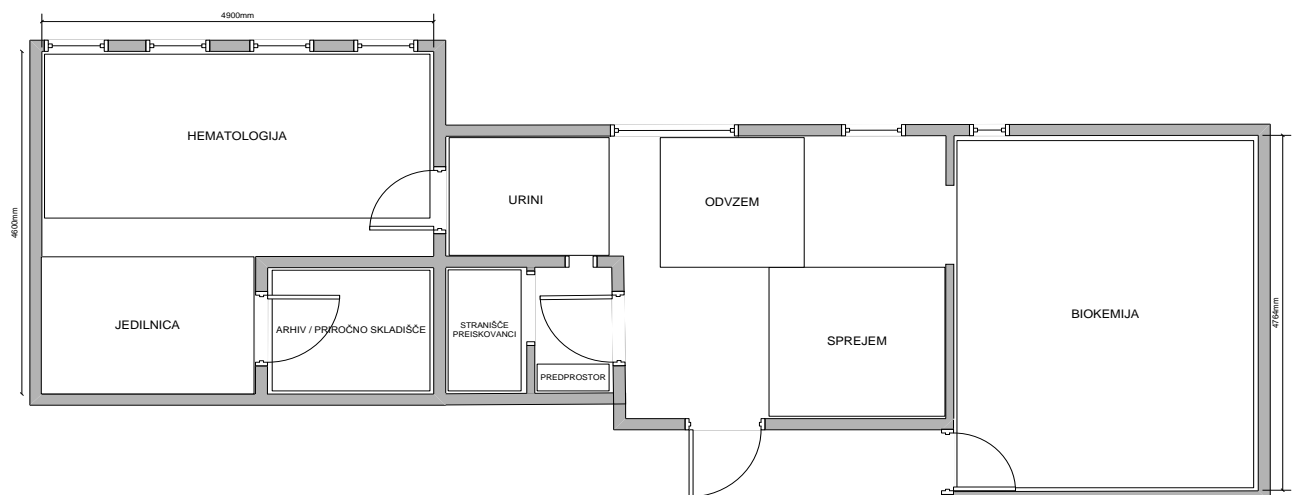 4900mm
HEMATOLOGIJA
4600mm
URINI
ODVZEM
JEDILNICA
ARHIV / PRIROČNO SKLADIŠČE
STRANIŠČE
PREISKOVANCI
PREDPROSTOR
SPREJEM
BIOKEMIJA
4764mm